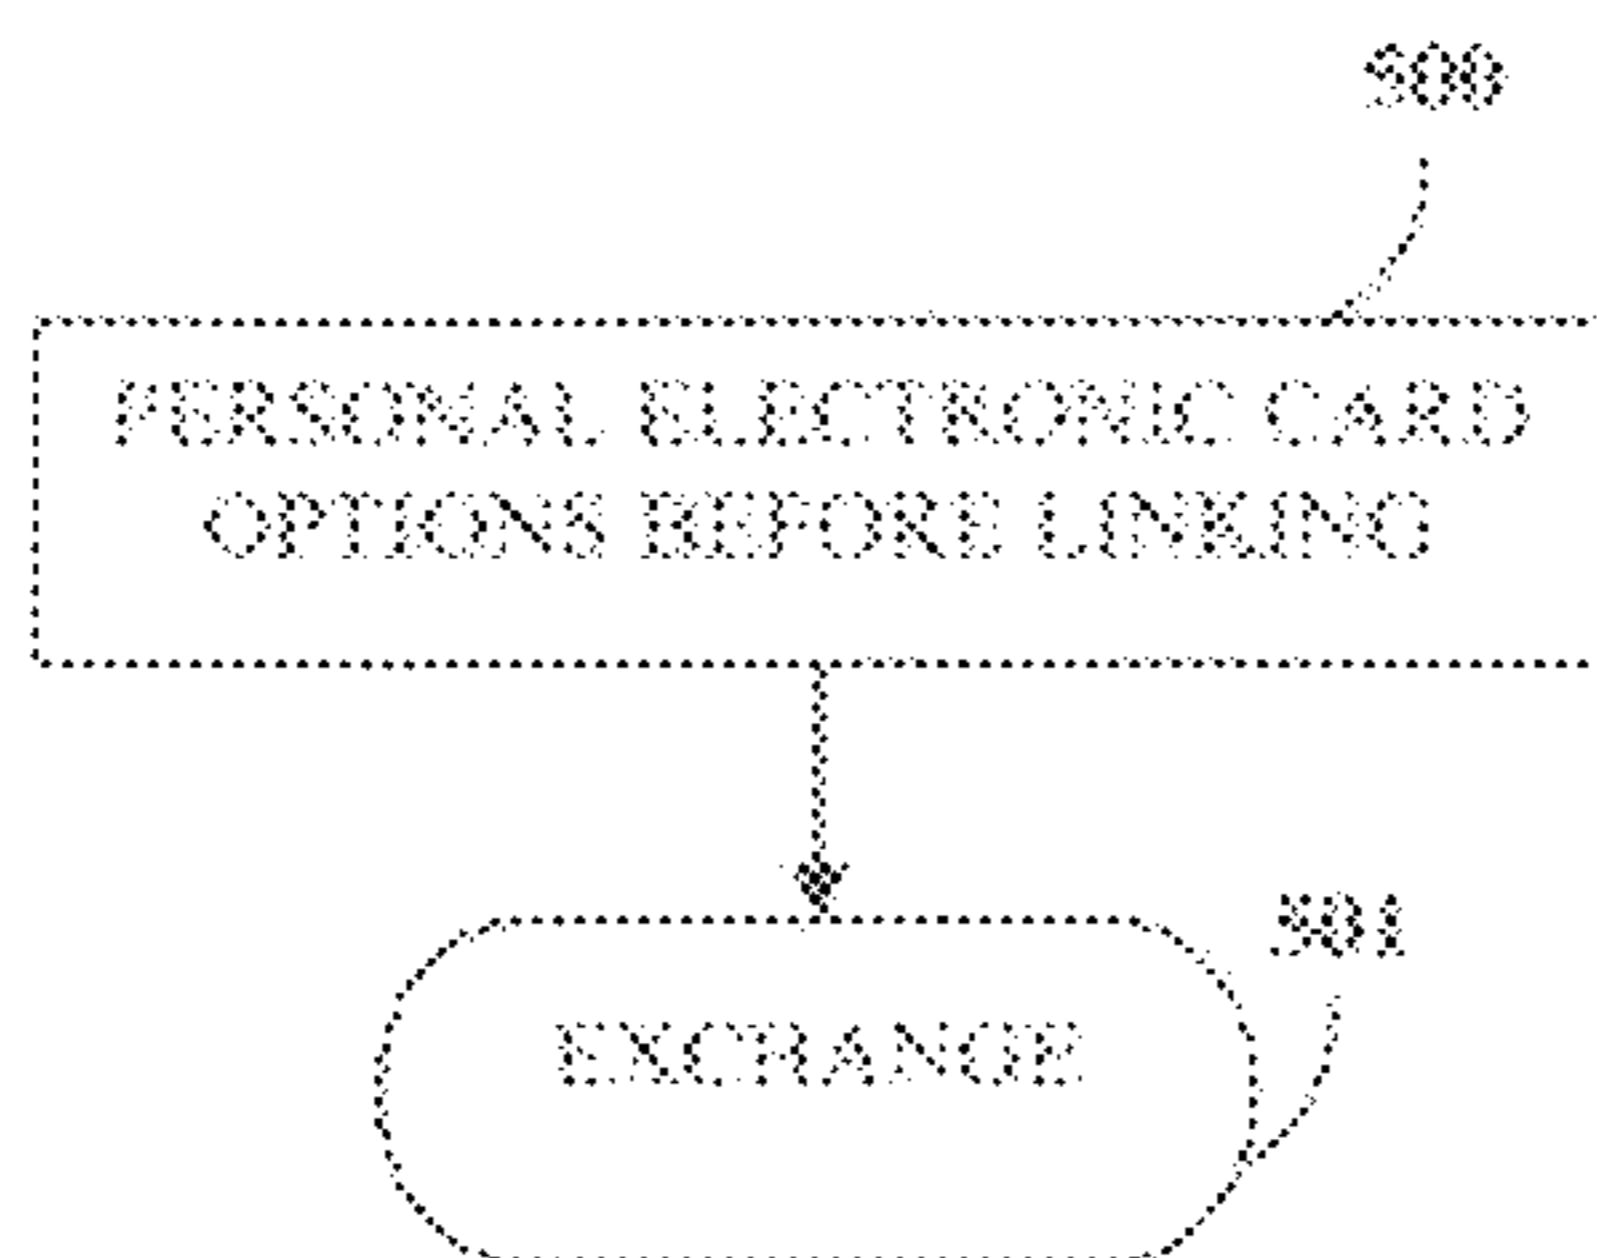 500
PERSONAL ELECTRONIC CARD
OPTIONS BEFORE LINKING
501
EXCHANGE